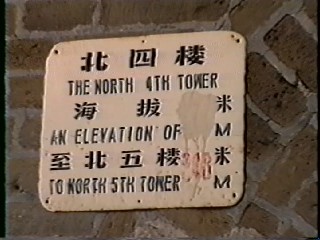 北四楼
THE NORTH 4TH TOWER
海拔 米
AN ELEVATION OF M
至北五楼 米
TO NORTH 5TH TOWER M